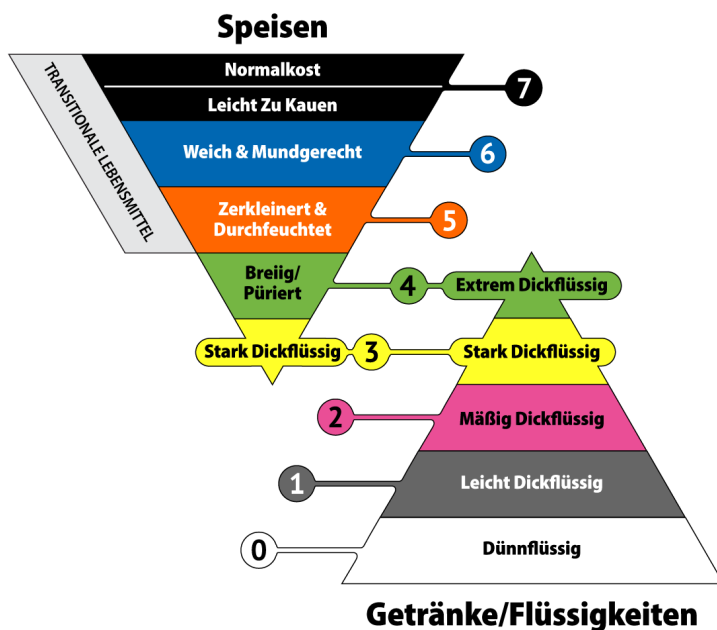 Speisen
TRANSITIONALE LEBENSMITTEL
Normalkost
Leicht Zu Kauen
7
Weich & Mundgerecht
6
Zerkleinert &
Durchfeuchtet
5
Breiig/
Püriert
4
Extrem Dickflüssig
Stark Dickflüssig
3
Stark Dickflüssig
2
Mäßig Dickflüssig
1
Leicht Dickflüssig
0
Dünnflüssig
Getränke/Flüssigkeiten